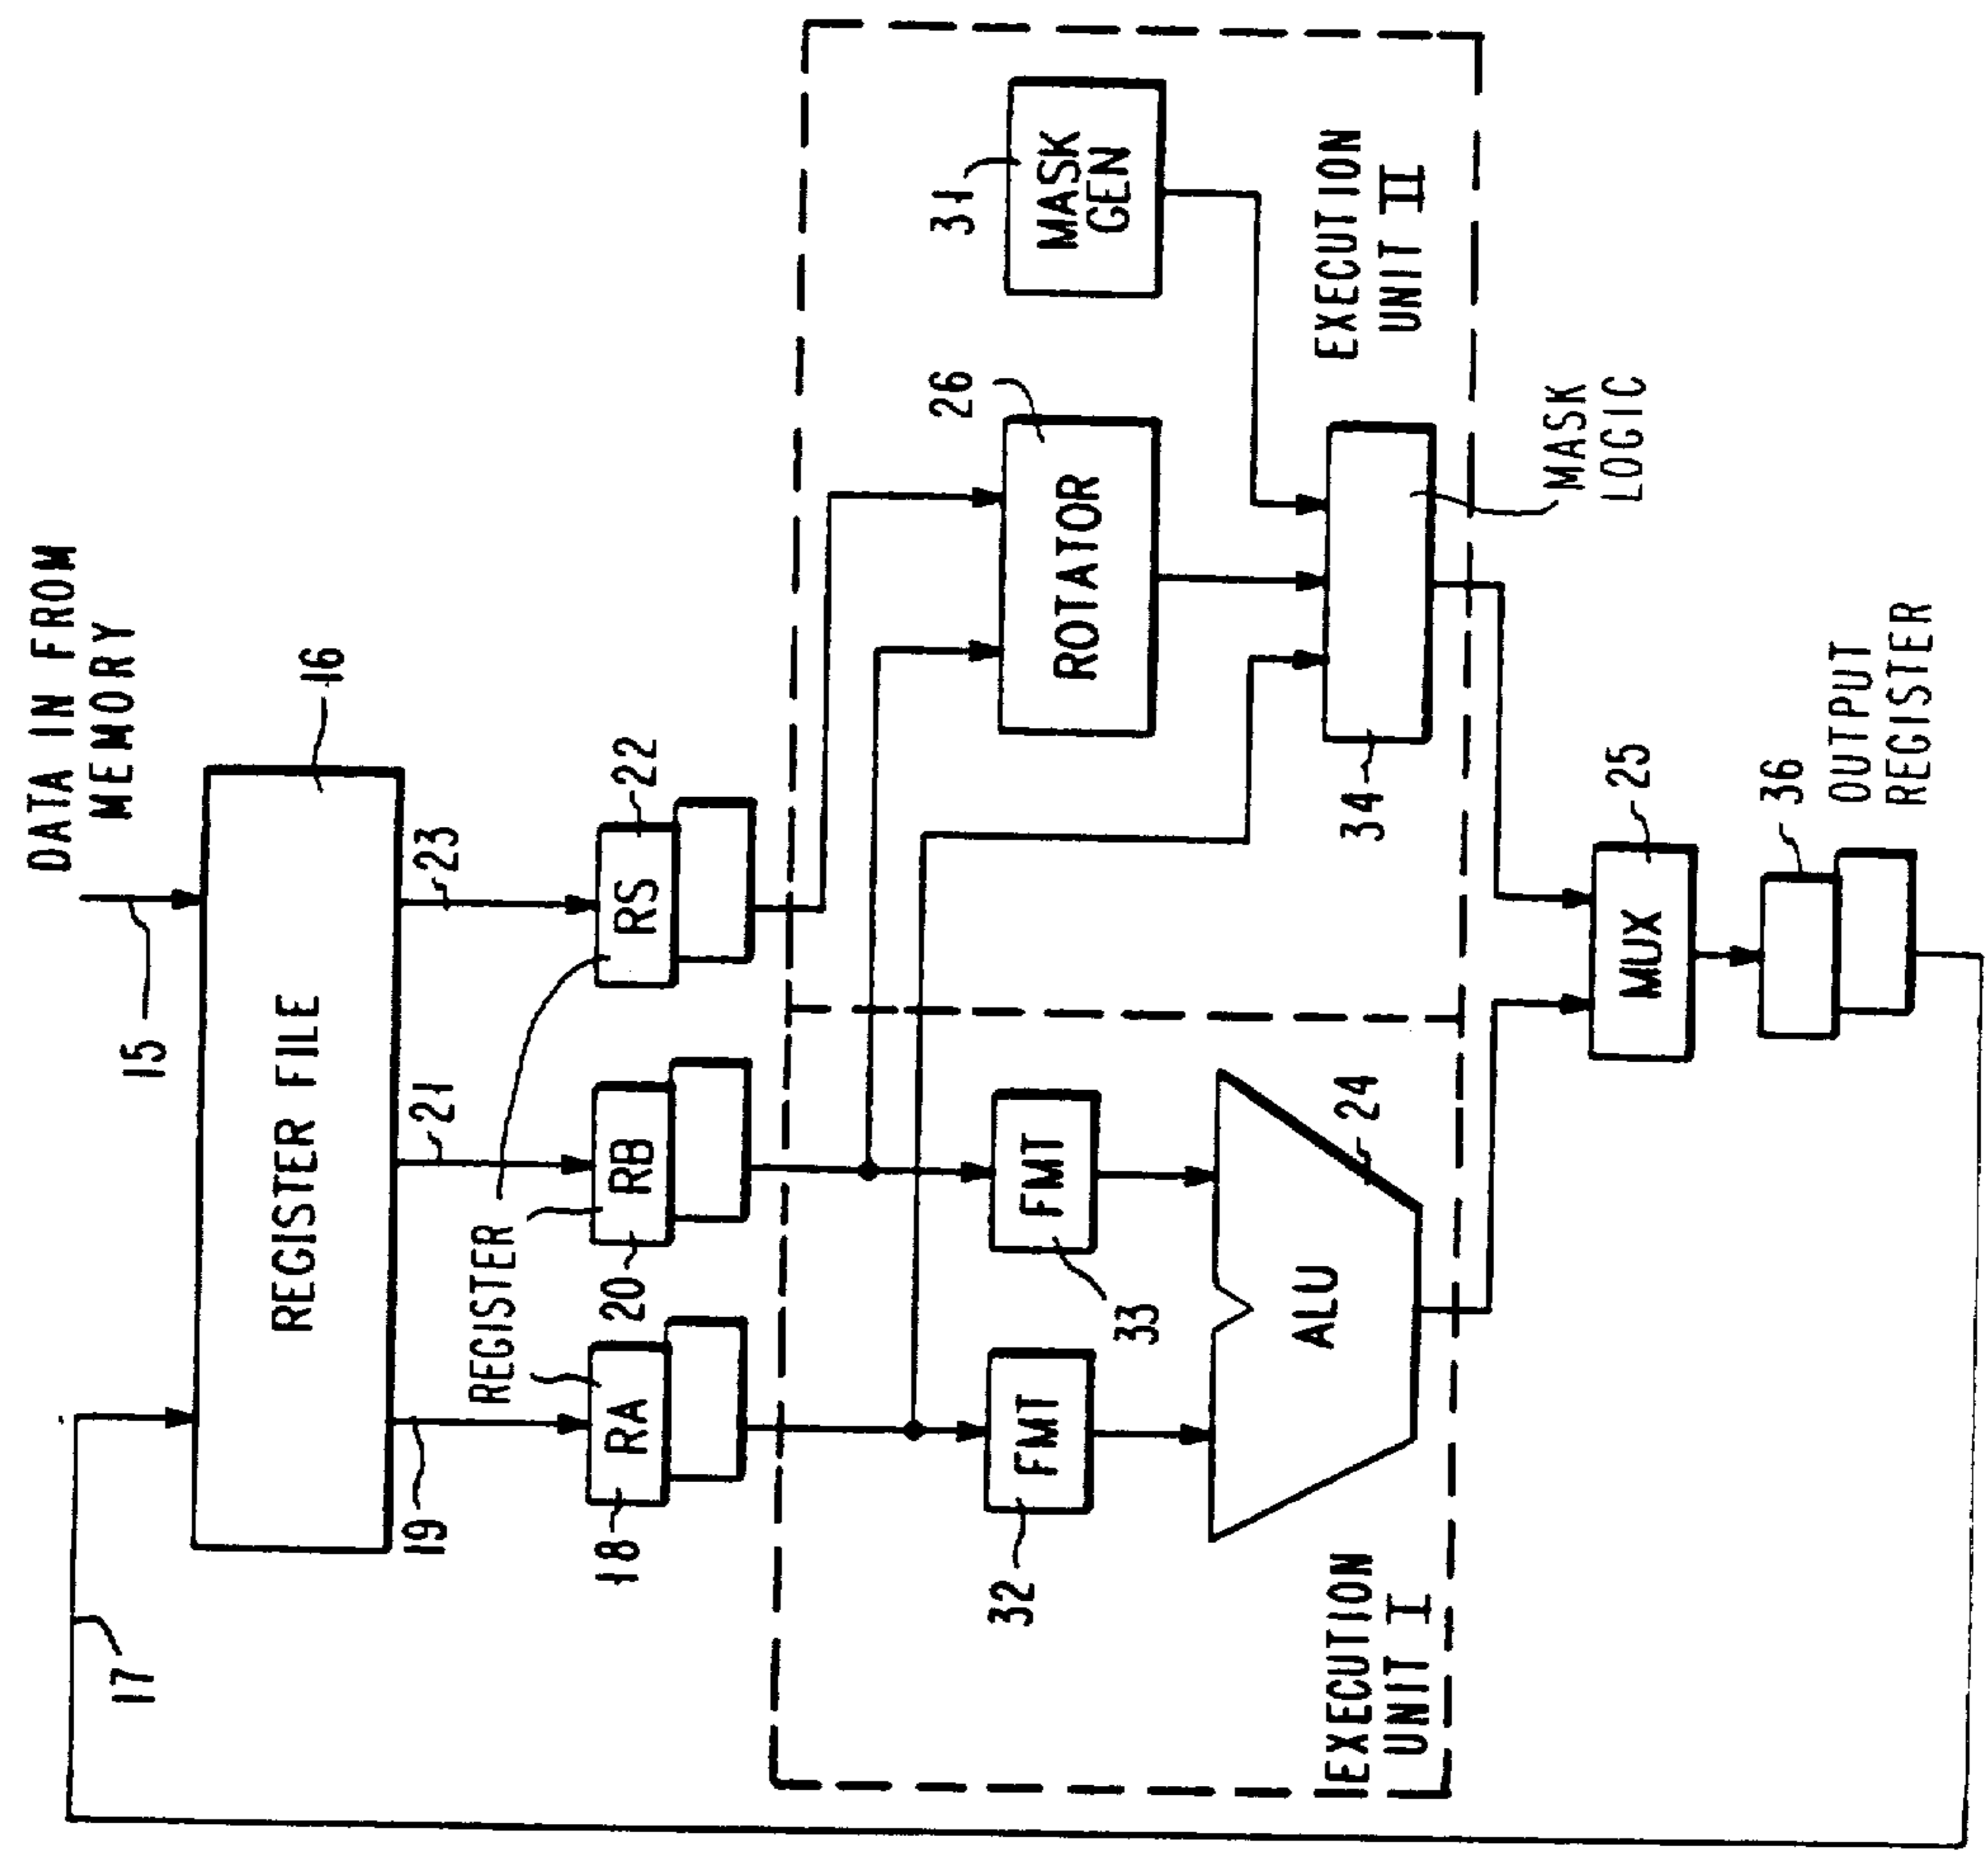 DATA IN FROM
MEMORY
15
17
16
REGISTER FILE
19
21
23
REGISTER
18
RA
20
RB
22
RS
32
FMT
33
FMT
26
ROTATOR
31
MASK
GEN
ALU
24
34
EXECUTION
UNIT I
EXECUTION
UNIT II
MASK
LOGIC
MUX
25
36
OUTPUT
REGISTER